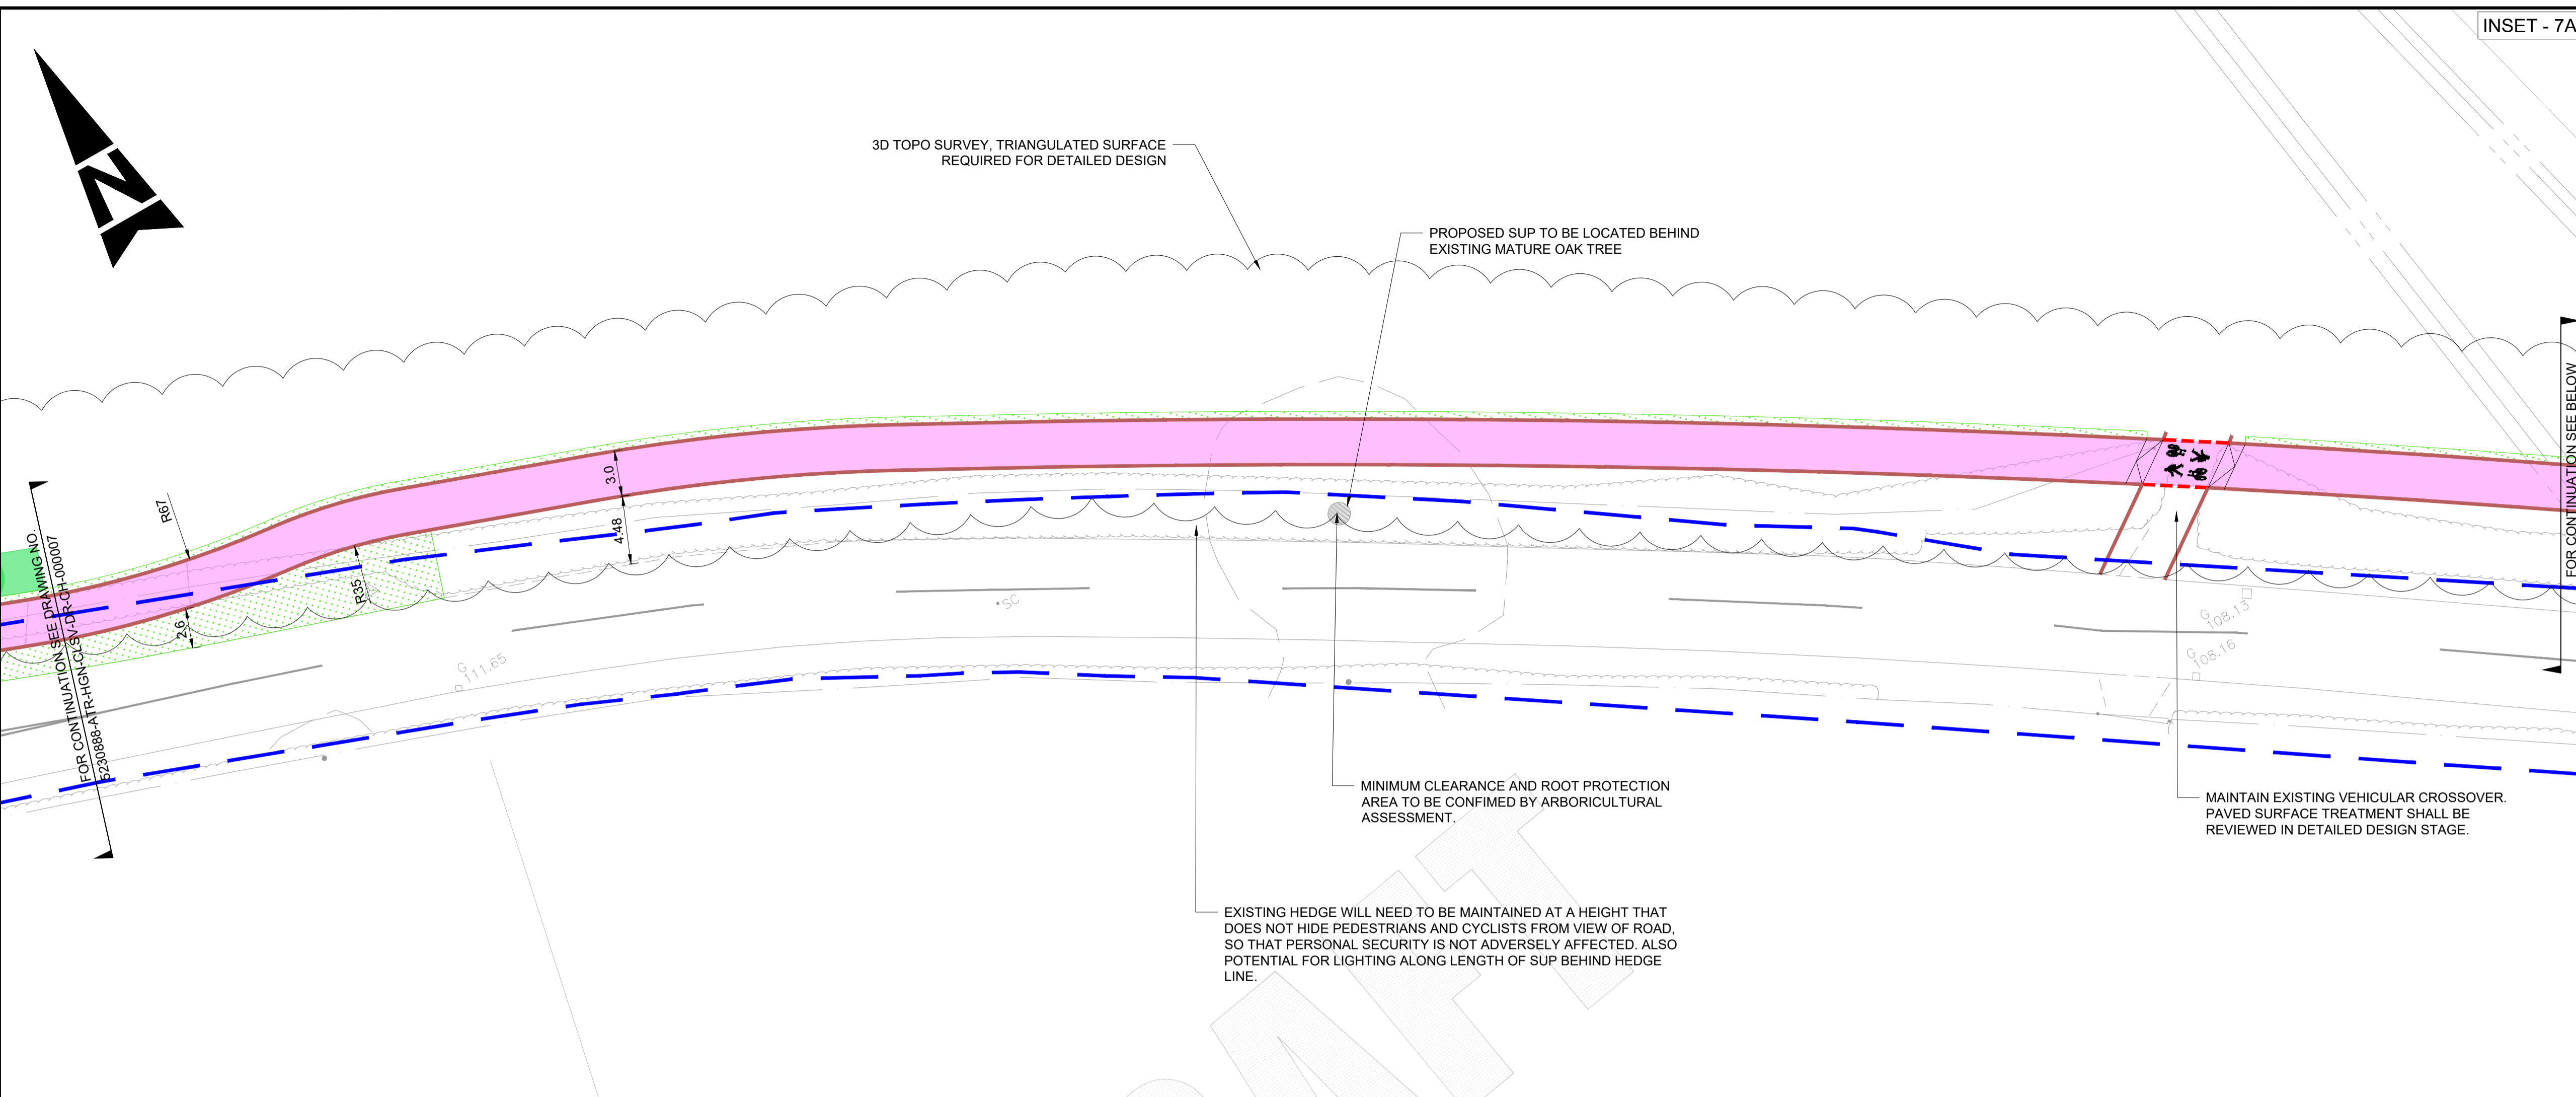 INSET - 7A
N
3D TOPO SURVEY, TRIANGULATED SURFACE
REQUIRED FOR DETAILED DESIGN
PROPOSED SUP TO BE LOCATED BEHIND
EXISTING MATURE OAK TREE
FOR CONTINUATION SEE BELOW
R67
3.0
4.48
R35
2.6
FOR CONTINUATION SEE DRAWING NO.
5230888-ATR-HGN-CLSV-DR-CH-000007
SC
G
111.65
G
108.13
G
108.16
MINIMUM CLEARANCE AND ROOT PROTECTION
AREA TO BE CONFIMED BY ARBORICULTURAL
ASSESSMENT.
MAINTAIN EXISTING VEHICULAR CROSSOVER.
PAVED SURFACE TREATMENT SHALL BE
REVIEWED IN DETAILED DESIGN STAGE.
EXISTING HEDGE WILL NEED TO BE MAINTAINED AT A HEIGHT THAT
DOES NOT HIDE PEDESTRIANS AND CYCLISTS FROM VIEW OF ROAD,
SO THAT PERSONAL SECURITY IS NOT ADVERSELY AFFECTED. ALSO
POTENTIAL FOR LIGHTING ALONG LENGTH OF SUP BEHIND HEDGE
LINE.